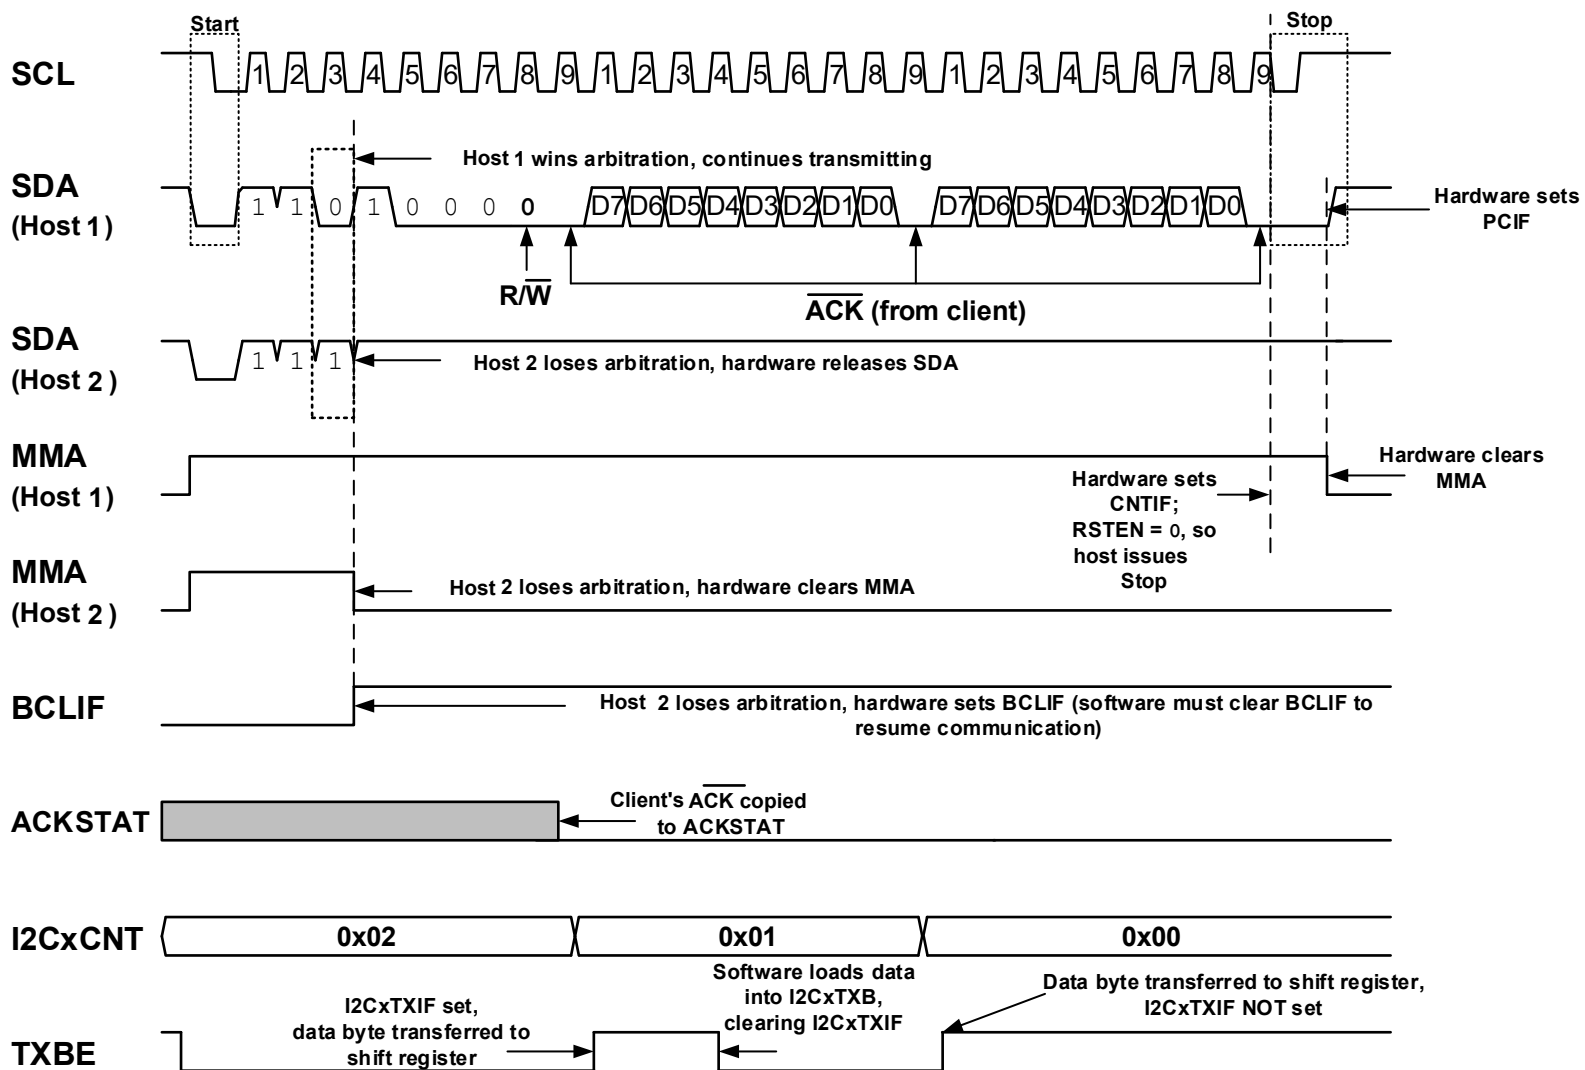 Start
Stop
SCL
1 2 3 4 5 6 7 8 9 1 2 3 4 5 6 7 8 9 1 2 3 4 5 6 7 8 9
Host 1 wins arbitration, continues transmitting
SDA
(Host 1)
1 1 0 1 0 0 0 0 D7 D6 D5 D4 D3 D2 D1 D0 D7 D6 D5 D4 D3 D2 D1 D0
Hardware sets
PCIF
R/W̅
A̅C̅K̅ (from client)
SDA
(Host 2 )
1 1 1
Host 2 loses arbitration, hardware releases SDA
MMA
(Host 1)
Hardware clears
MMA
Hardware sets
CNTIF;
RSTEN = 0, so
host issues
Stop
MMA
(Host 2 )
Host 2 loses arbitration, hardware clears MMA
BCLIF
Host 2 loses arbitration, hardware sets BCLIF (software must clear BCLIF to
resume communication)
ACKSTAT
Client's A̅C̅K̅ copied
to ACKSTAT
I2CxCNT
0x02 0x01 0x00
I2CxTXIF set,
data byte transferred to
shift register
Software loads data
into I2CxTXB,
clearing I2CxTXIF
Data byte transferred to shift register,
I2CxTXIF NOT set
TXBE